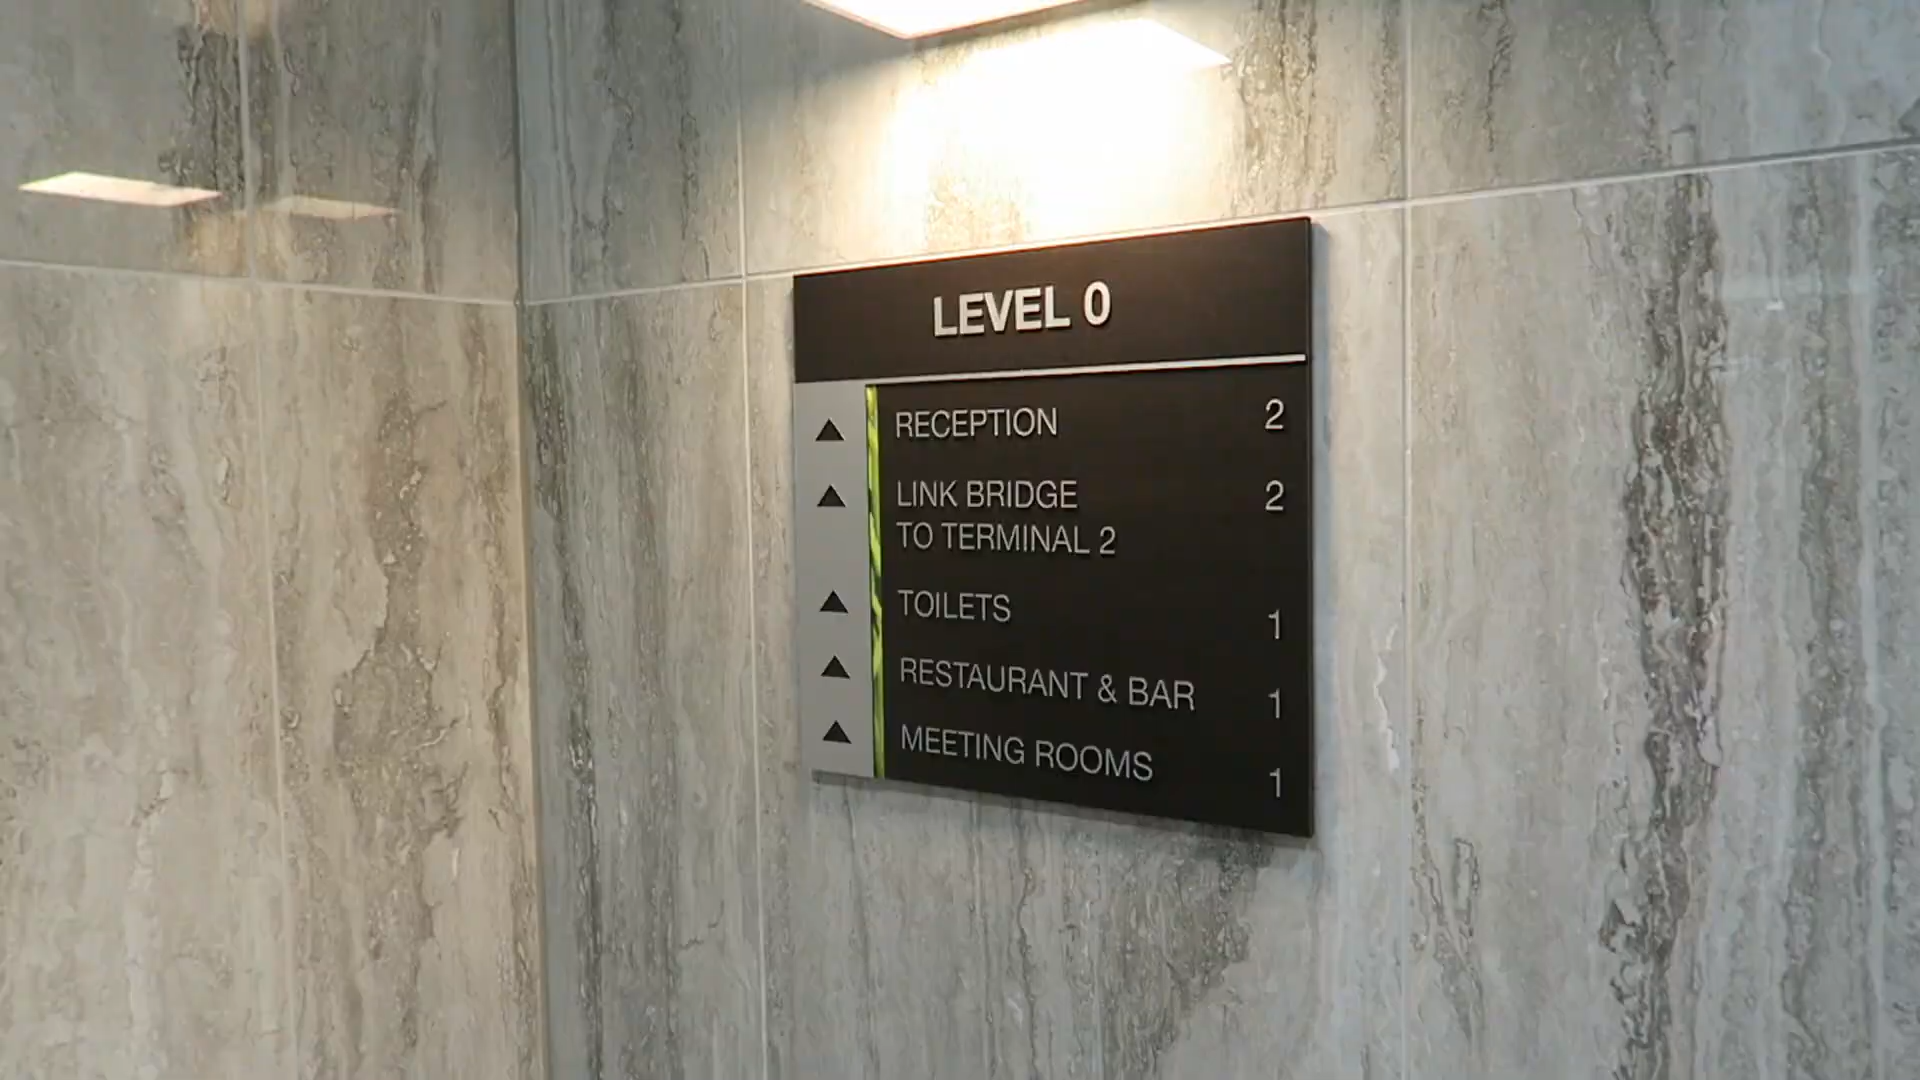 LEVEL 0
▲ RECEPTION 2
▲ LINK BRIDGE 2
TO TERMINAL 2
▲ TOILETS 1
▲ RESTAURANT & BAR 1
▲ MEETING ROOMS 1